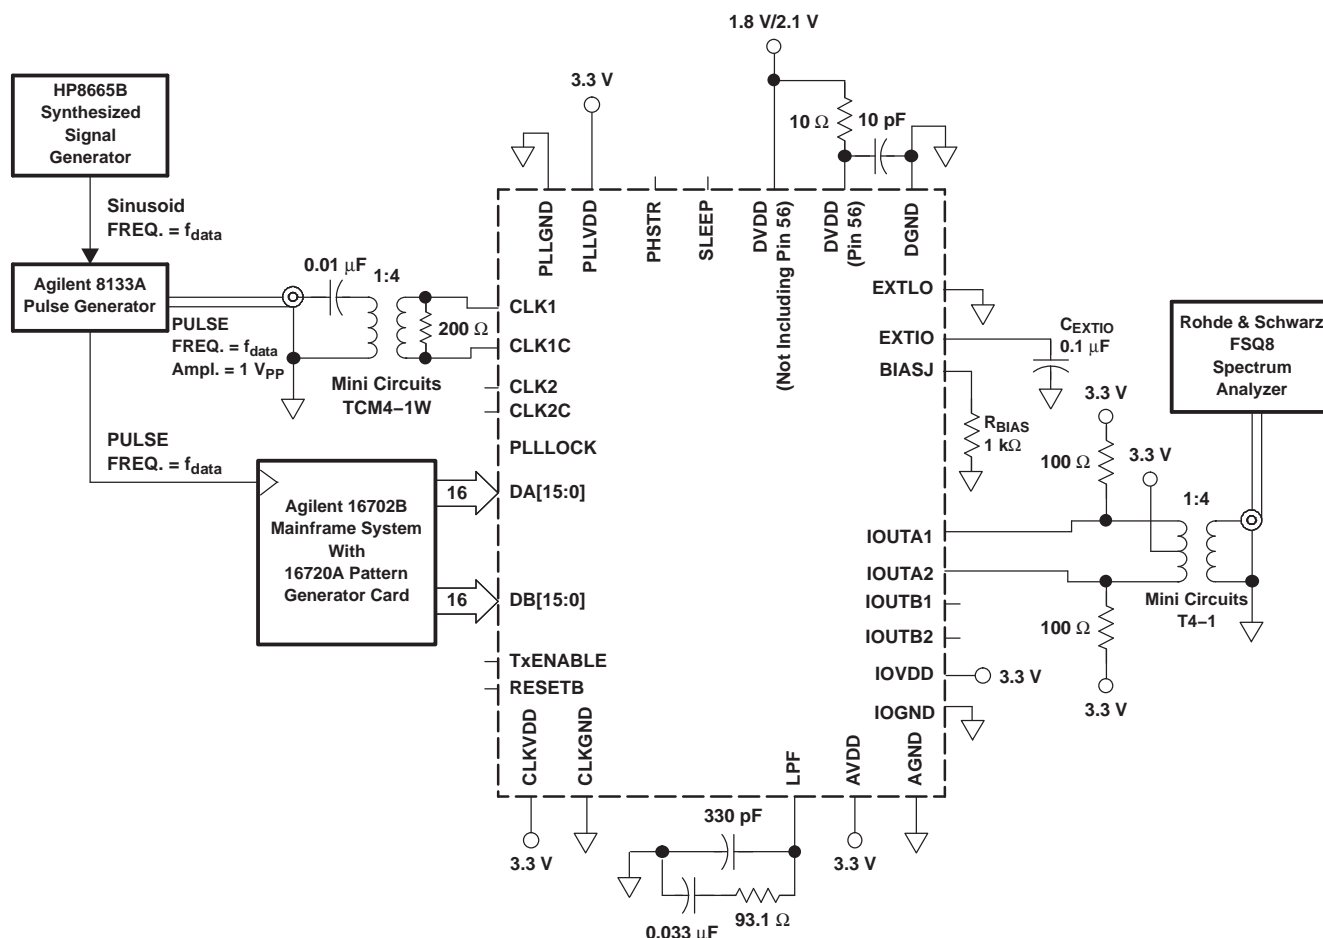 1.8 V/2.1 V
HP8665B
Synthesized
Signal
Generator
3.3 V
10 Ω
10 pF
Sinusoid
FREQ. = fdata
Agilent 8133A
Pulse Generator
0.01 μF
1:4
200 Ω
PULSE
FREQ. = fdata
Ampl. = 1 VPP
Mini Circuits
TCM4−1W
PULSE
FREQ. = fdata
Agilent 16702B
Mainframe System
With
16720A Pattern
Generator Card
16
16
PLLGND
PLLVDD
PHSTR
SLEEP
DVDD
(Not Including Pin 56)
DVDD
(Pin 56)
DGND
CLK1
CLK1C
CLK2
CLK2C
PLLLOCK
DA[15:0]
DB[15:0]
TxENABLE
RESETB
CLKVDD
CLKGND
LPF
AVDD
AGND
EXTLO
EXTIO
BIASJ
IOUTA1
IOUTA2
IOUTB1
IOUTB2
IOVDD
IOGND
CEXTIO
0.1 μF
RBIAS
1 kΩ
Rohde & Schwarz
FSQ8
Spectrum
Analyzer
3.3 V
100 Ω
3.3 V
1:4
Mini Circuits
T4−1
100 Ω
3.3 V
3.3 V
3.3 V
330 pF
3.3 V
0.033 μF
93.1 Ω